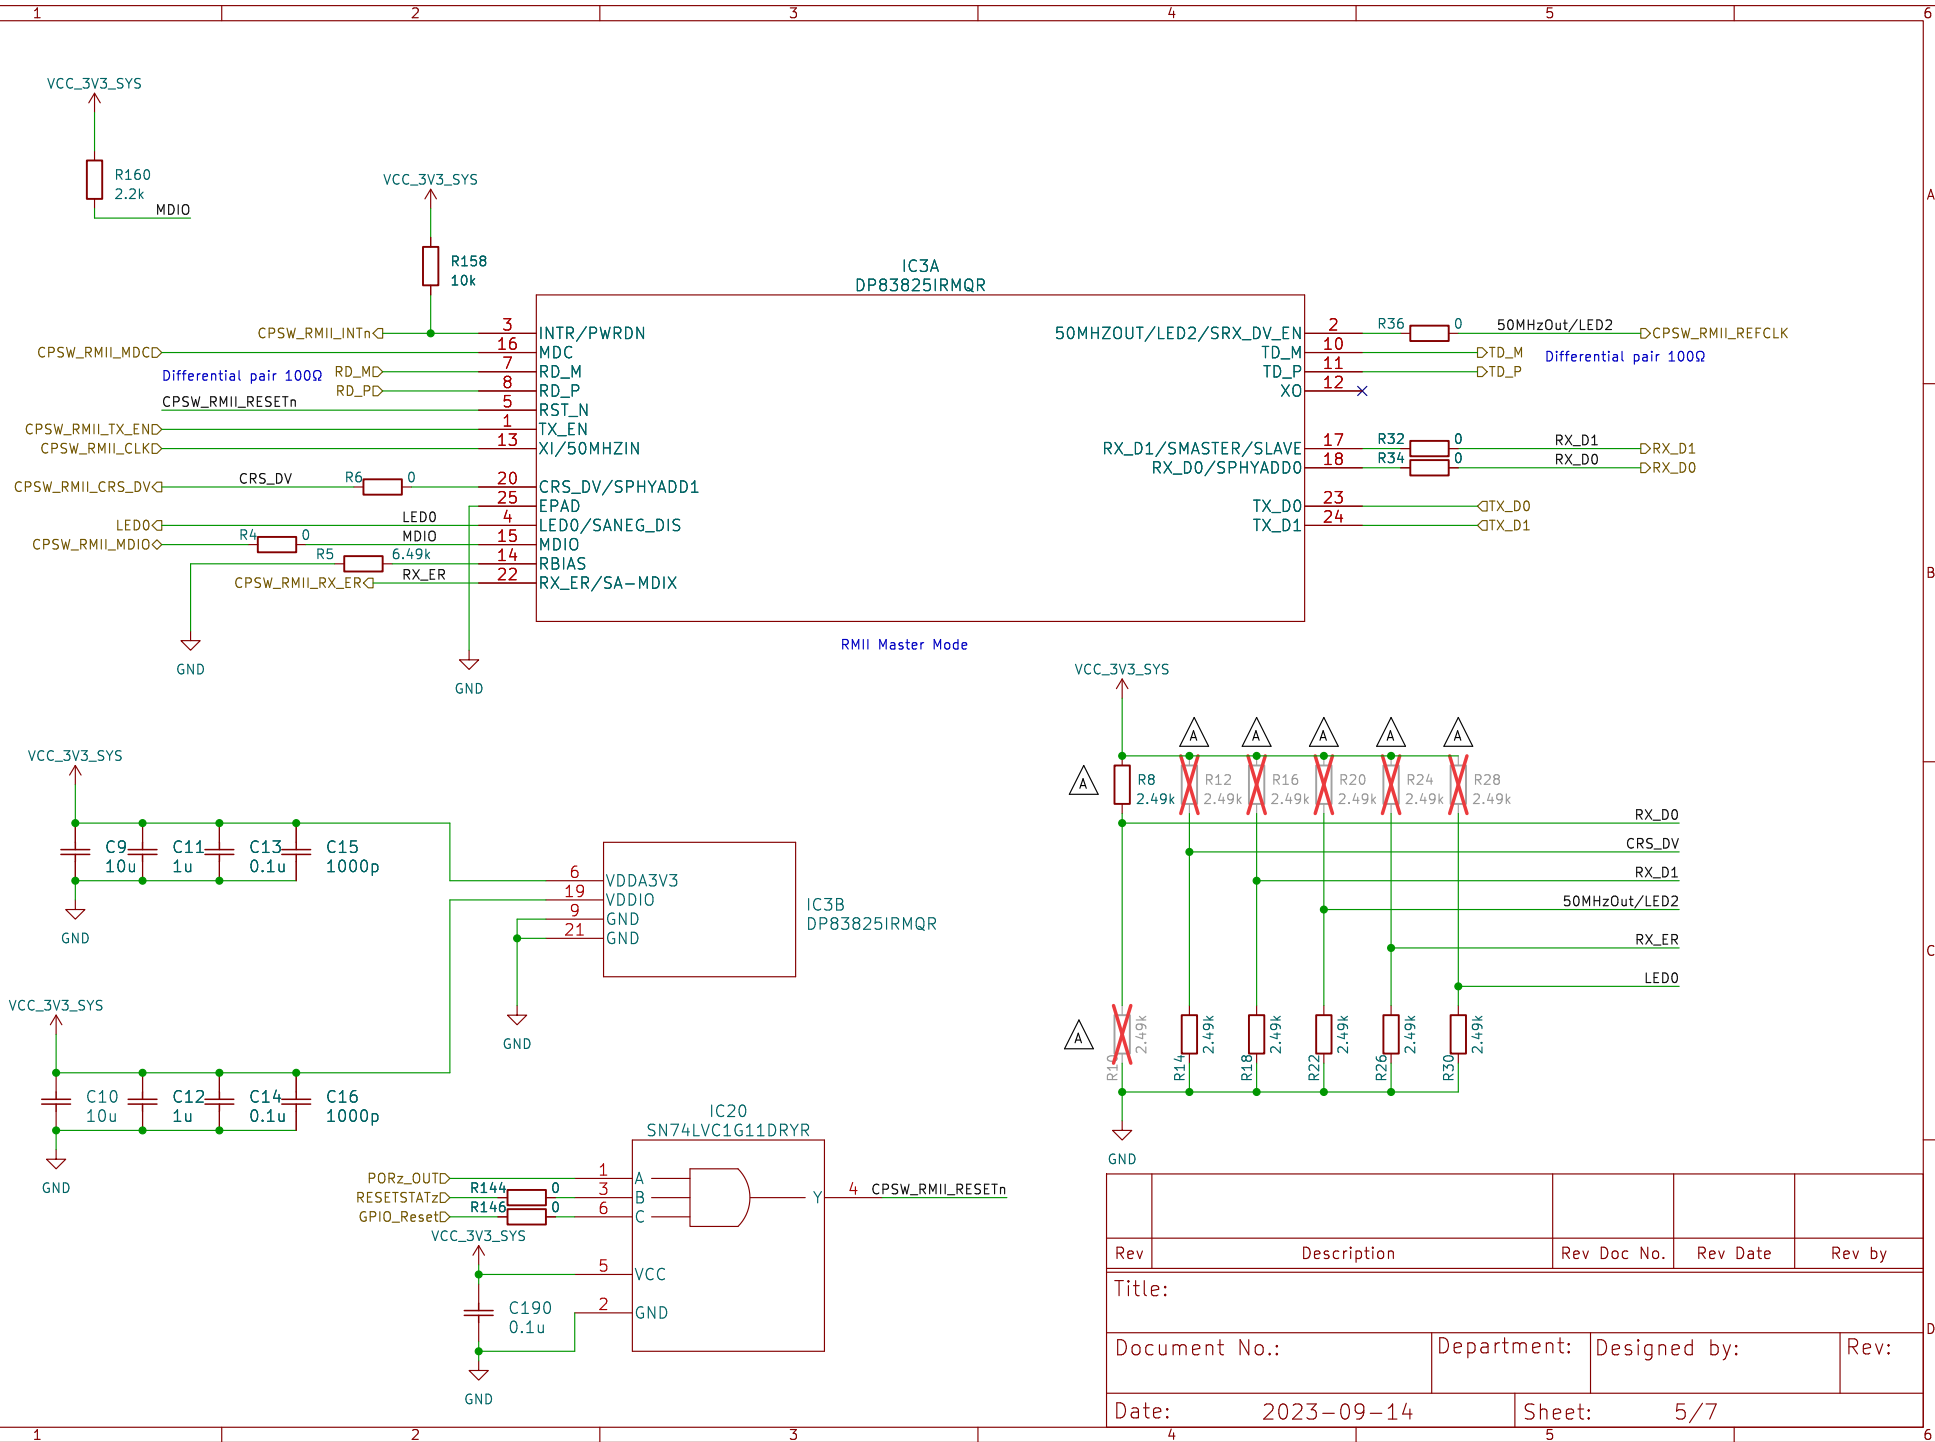 1 2 3 4 5 6
VCC_3V3_SYS
R160
2.2k
MDIO
VCC_3V3_SYS
R158
10k
A
IC3A
DP83825IRMQR
CPSW_RMII_INTn 3 INTR/PWRDN
CPSW_RMII_MDC 16 MDC
Differential pair 100Ω
RD_M 7 RD_M
RD_P 8 RD_P
CPSW_RMII_RESETn 5 RST_N
CPSW_RMII_TX_EN 1 TX_EN
CPSW_RMII_CLK 13 XI/50MHZIN
CPSW_RMII_CRS_DV CRS_DV R6 0 20 CRS_DV/SPHYADD1
25 EPAD
LED0 LED0 4 LED0/SANEG_DIS
CPSW_RMII_MDIO R4 0 MDIO 15 MDIO
R5 6.49k 14 RBIAS
CPSW_RMII_RX_ER RX_ER 22 RX_ER/SA-MDIX
GND
GND
50MHZOUT/LED2/SRX_DV_EN 2 R36 0 50MHzOut/LED2 CPSW_RMII_REFCLK
TD_M 10 TD_M
Differential pair 100Ω
TD_P 11 TD_P
XO 12
RX_D1/SMASTER/SLAVE 17 R32 0 RX_D1 RX_D1
RX_D0/SPHYADD0 18 R34 0 RX_D0 RX_D0
TX_D0 23 TX_D0
TX_D1 24 TX_D1
B
RMII Master Mode
VCC_3V3_SYS
A A A A A
A
R8 2.49k
R12 2.49k
R16 2.49k
R20 2.49k
R24 2.49k
R28 2.49k
RX_D0
CRS_DV
RX_D1
50MHzOut/LED2
RX_ER
LED0
A
2.49k
R14 2.49k
R18 2.49k
R22 2.49k
R26 2.49k
R30 2.49k
GND
C
VCC_3V3_SYS
C9 10u
C11 1u
C13 0.1u
C15 1000p
GND
6 VDDA3V3
19 VDDIO
9 GND
21 GND
IC3B
DP83825IRMQR
GND
VCC_3V3_SYS
C10 10u
C12 1u
C14 0.1u
C16 1000p
GND
IC20
SN74LVC1G11DRYR
PORz_OUT 1 A
RESETSTATz R144 0 3 B
GPIO_Reset R146 0 6 C
Y 4 CPSW_RMII_RESETn
VCC_3V3_SYS
5 VCC
2 GND
C190
0.1u
GND
Rev Description Rev Doc No. Rev Date Rev by
Title:
Document No.: Department: Designed by: Rev:
D
Date: 2023-09-14 Sheet: 5/7
1 2 3 4 5 6